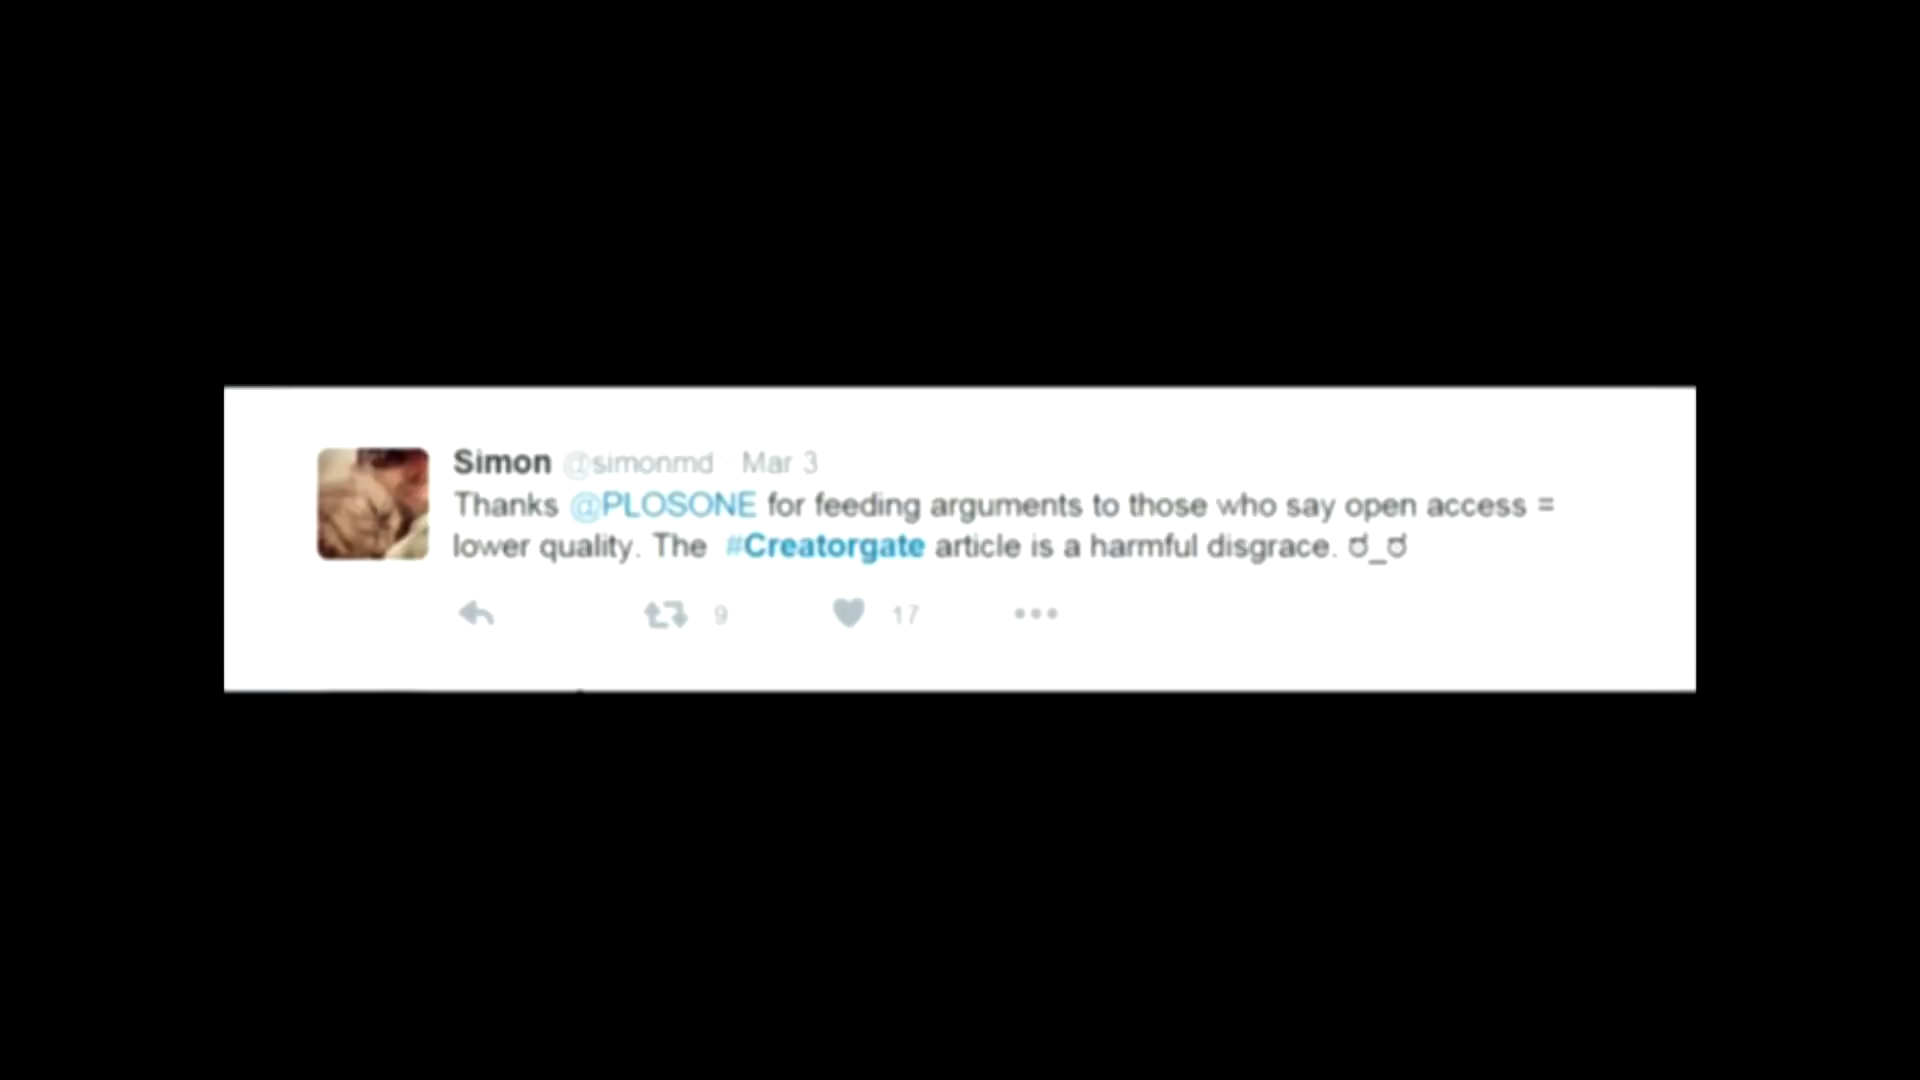 Simon @simonmd · Mar 3
Thanks @PLOSONE for feeding arguments to those who say open access =
lower quality. The #Creatorgate article is a harmful disgrace. ಠ_ಠ
9 17